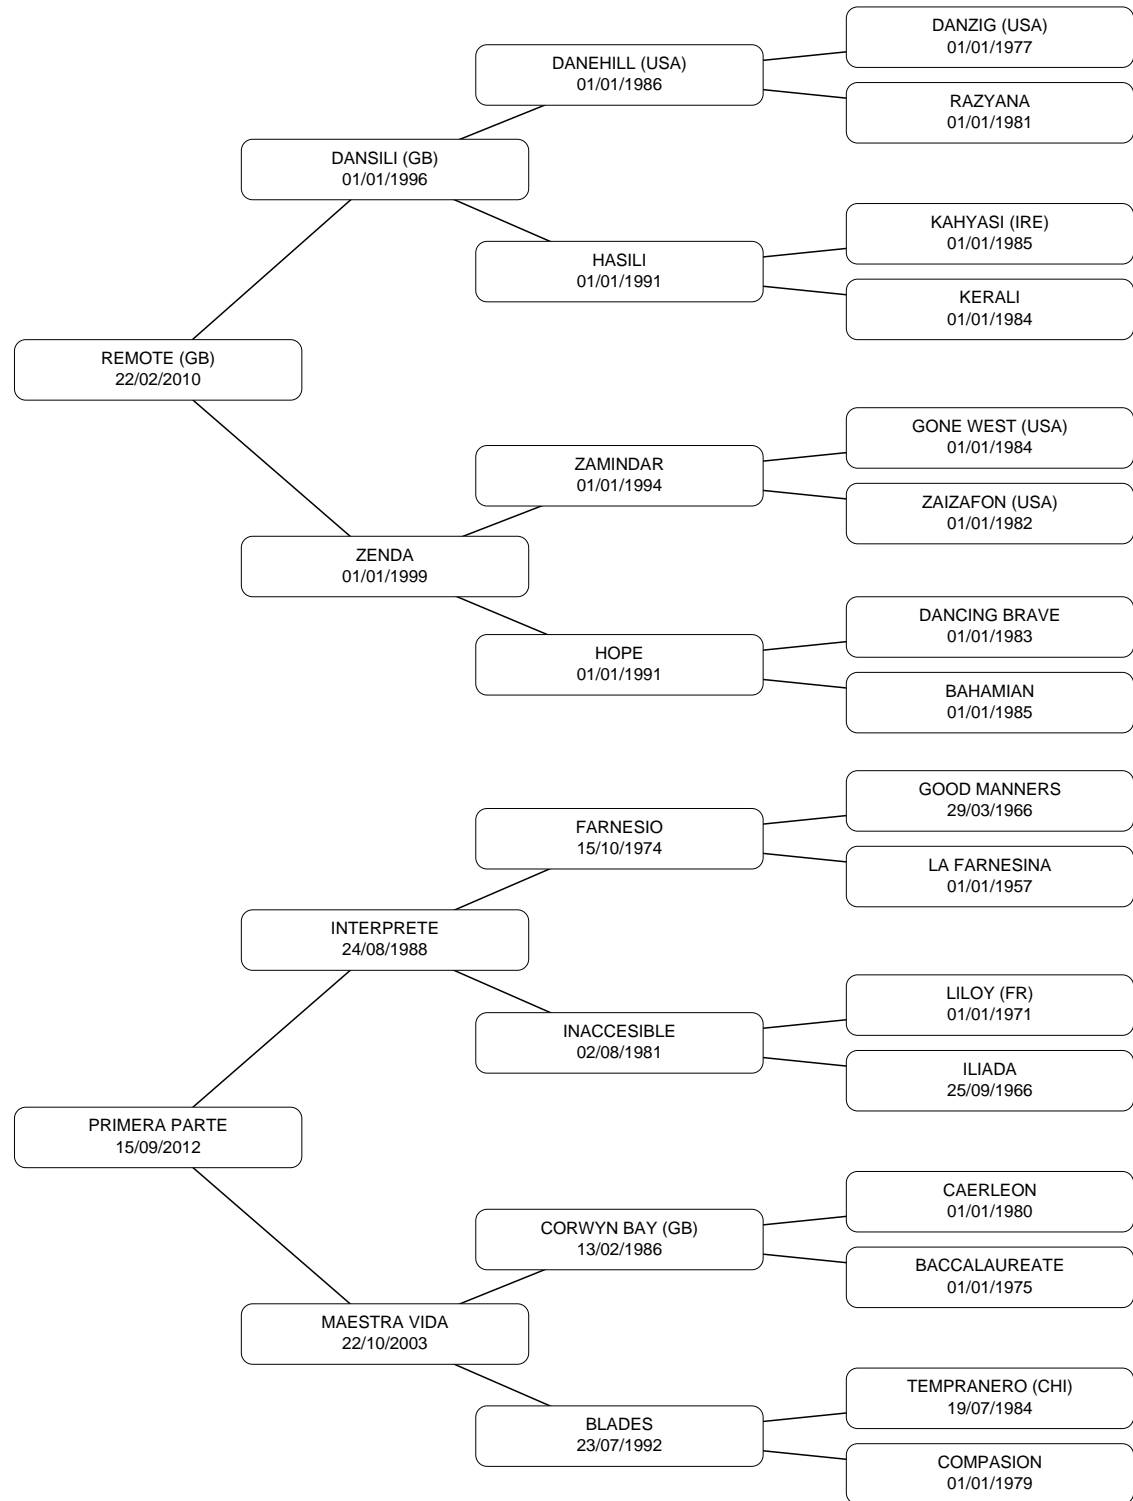 DANZIG (USA)
01/01/1977
DANEHILL (USA)
01/01/1986
RAZYANA
01/01/1981
DANSILI (GB)
01/01/1996
KAHYASI (IRE)
01/01/1985
HASILI
01/01/1991
KERALI
01/01/1984
REMOTE (GB)
22/02/2010
GONE WEST (USA)
01/01/1984
ZAMINDAR
01/01/1994
ZAIZAFON (USA)
01/01/1982
ZENDA
01/01/1999
DANCING BRAVE
01/01/1983
HOPE
01/01/1991
BAHAMIAN
01/01/1985
GOOD MANNERS
29/03/1966
FARNESIO
15/10/1974
LA FARNESINA
01/01/1957
INTERPRETE
24/08/1988
LILOY (FR)
01/01/1971
INACCESIBLE
02/08/1981
ILIADA
25/09/1966
PRIMERA PARTE
15/09/2012
CAERLEON
01/01/1980
CORWYN BAY (GB)
13/02/1986
BACCALAUREATE
01/01/1975
MAESTRA VIDA
22/10/2003
TEMPRANERO (CHI)
19/07/1984
BLADES
23/07/1992
COMPASION
01/01/1979